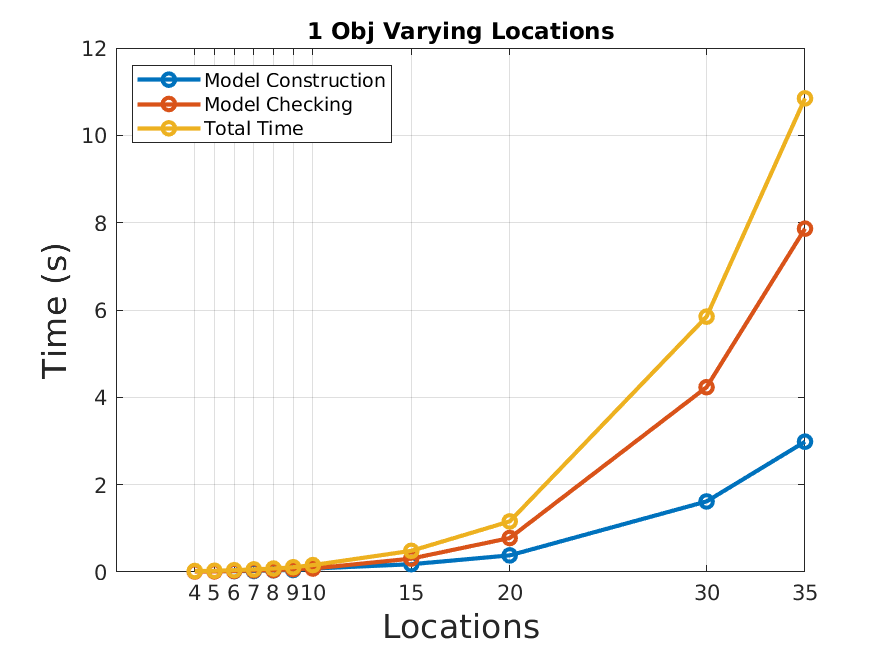 1 Obj Varying Locations
Model Construction
Model Checking
Total Time
Time (s)
12
10
8
6
4
2
0
4 5 6 7 8 9 10 15 20 30 35
Locations